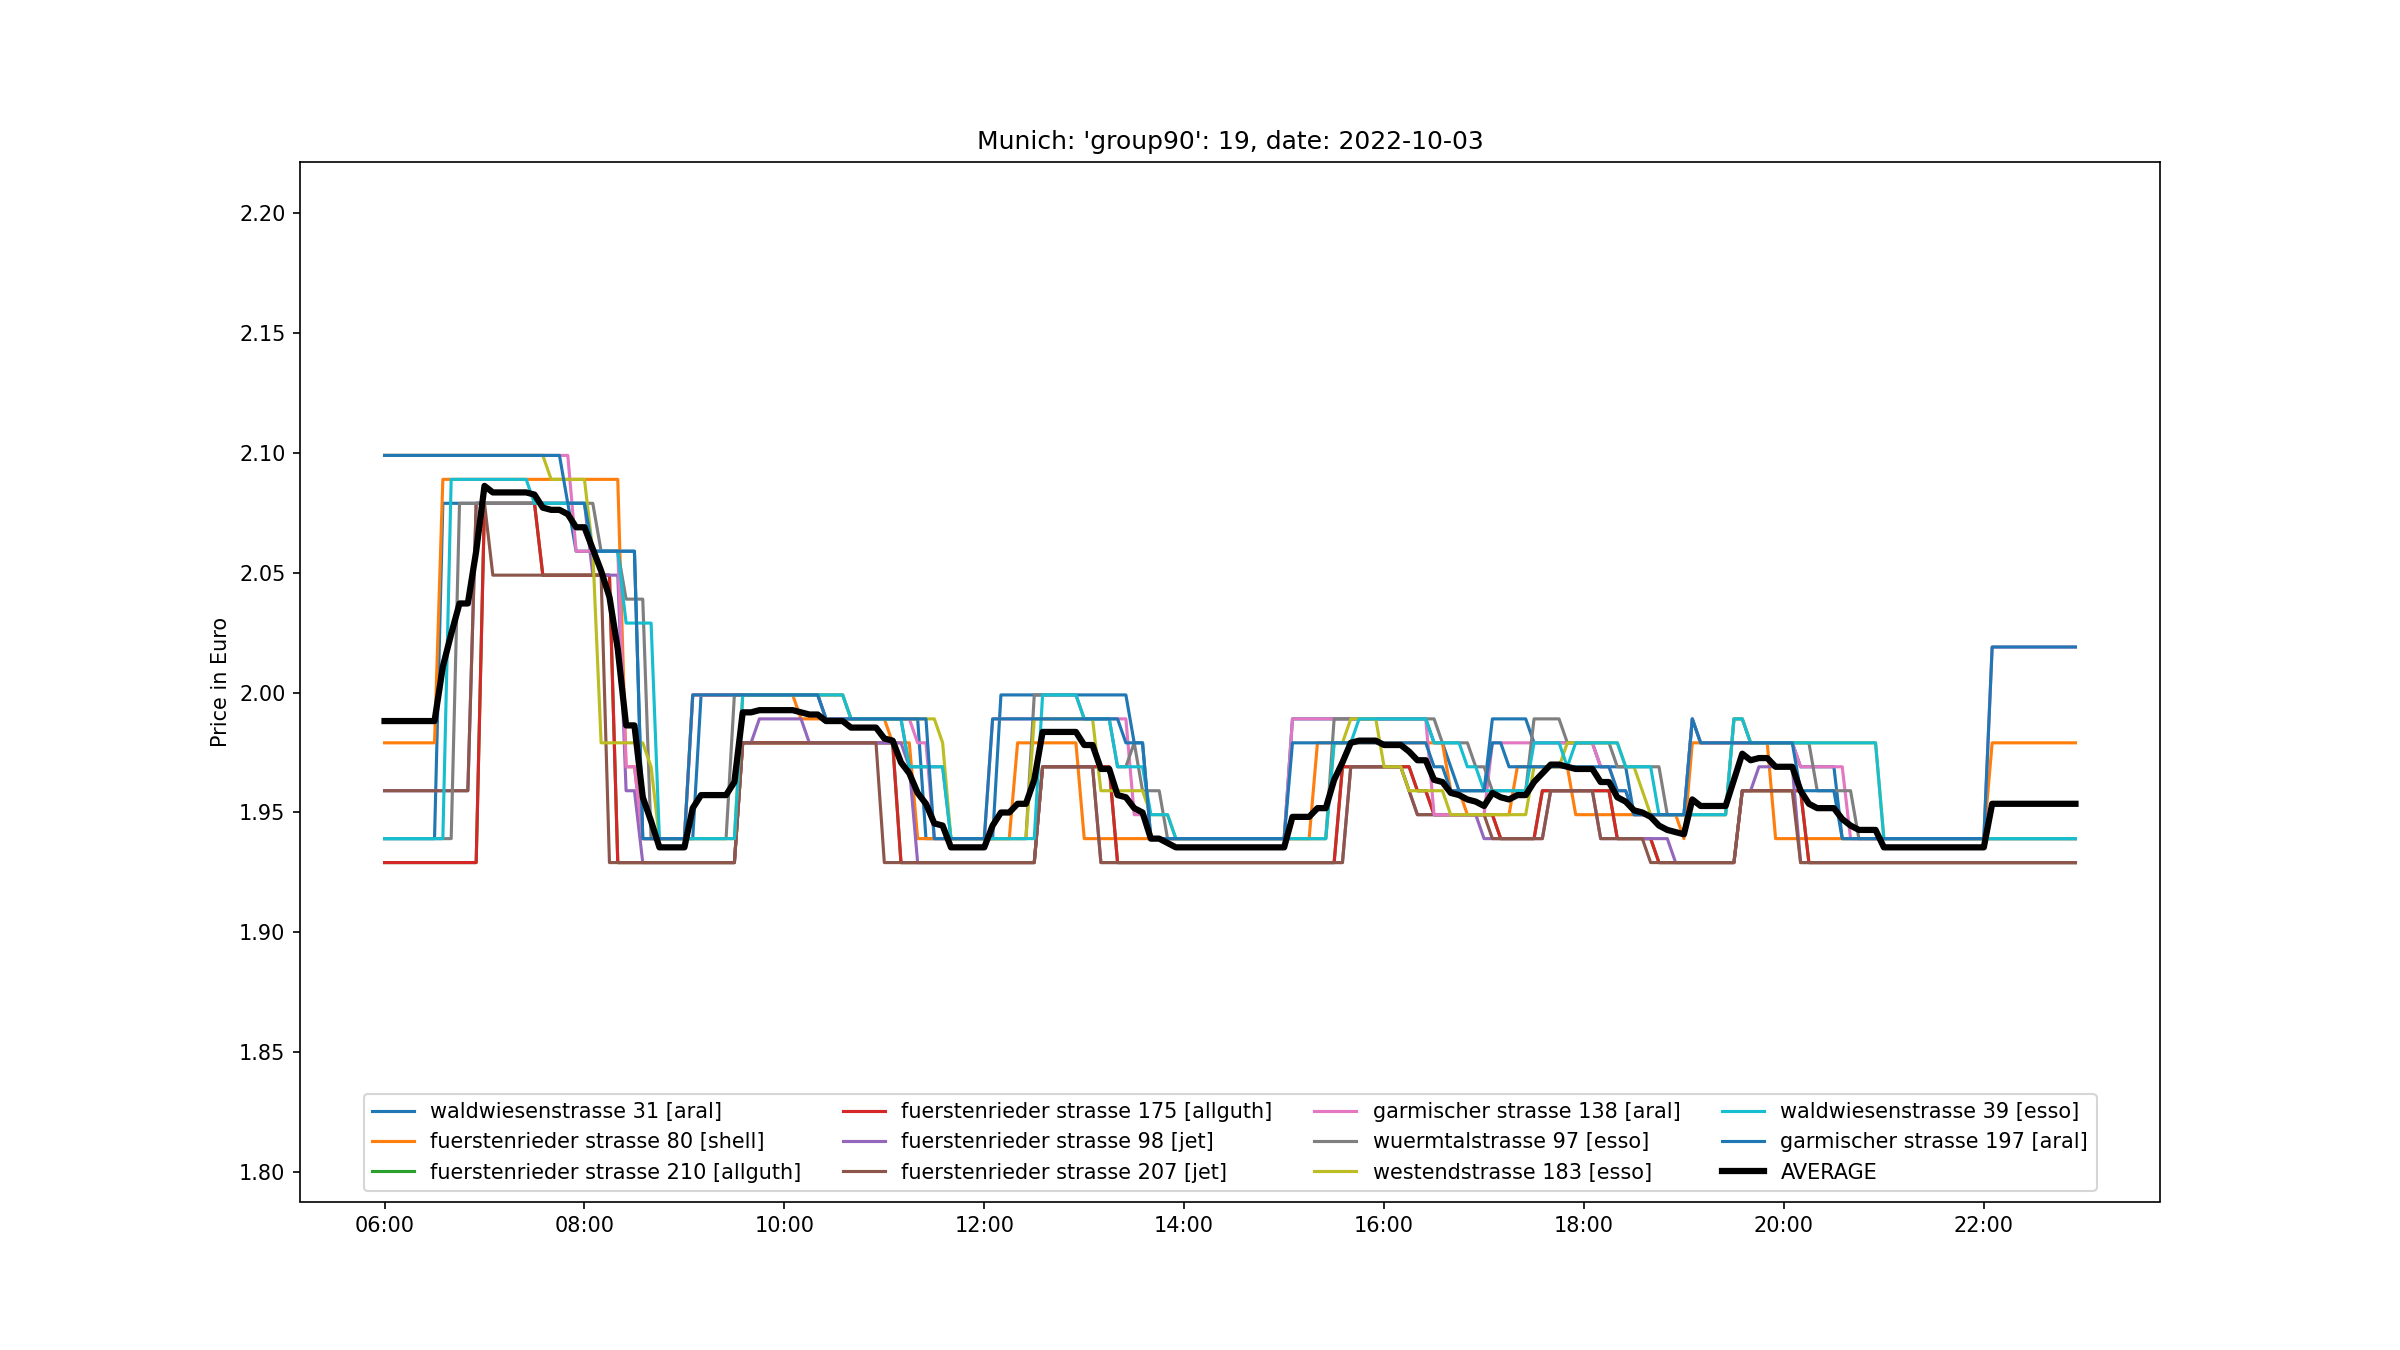 Munich: 'group90': 19, date: 2022-10-03
Price in Euro
2.20
2.15
2.10
2.05
2.00
1.95
1.90
1.85
1.80
waldwiesenstrasse 31 [aral]
fuerstenrieder strasse 80 [shell]
fuerstenrieder strasse 210 [allguth]
fuerstenrieder strasse 175 [allguth]
fuerstenrieder strasse 98 [jet]
fuerstenrieder strasse 207 [jet]
garmischer strasse 138 [aral]
wuermtalstrasse 97 [esso]
westendstrasse 183 [esso]
waldwiesenstrasse 39 [esso]
garmischer strasse 197 [aral]
AVERAGE
06:00 08:00 10:00 12:00 14:00 16:00 18:00 20:00 22:00